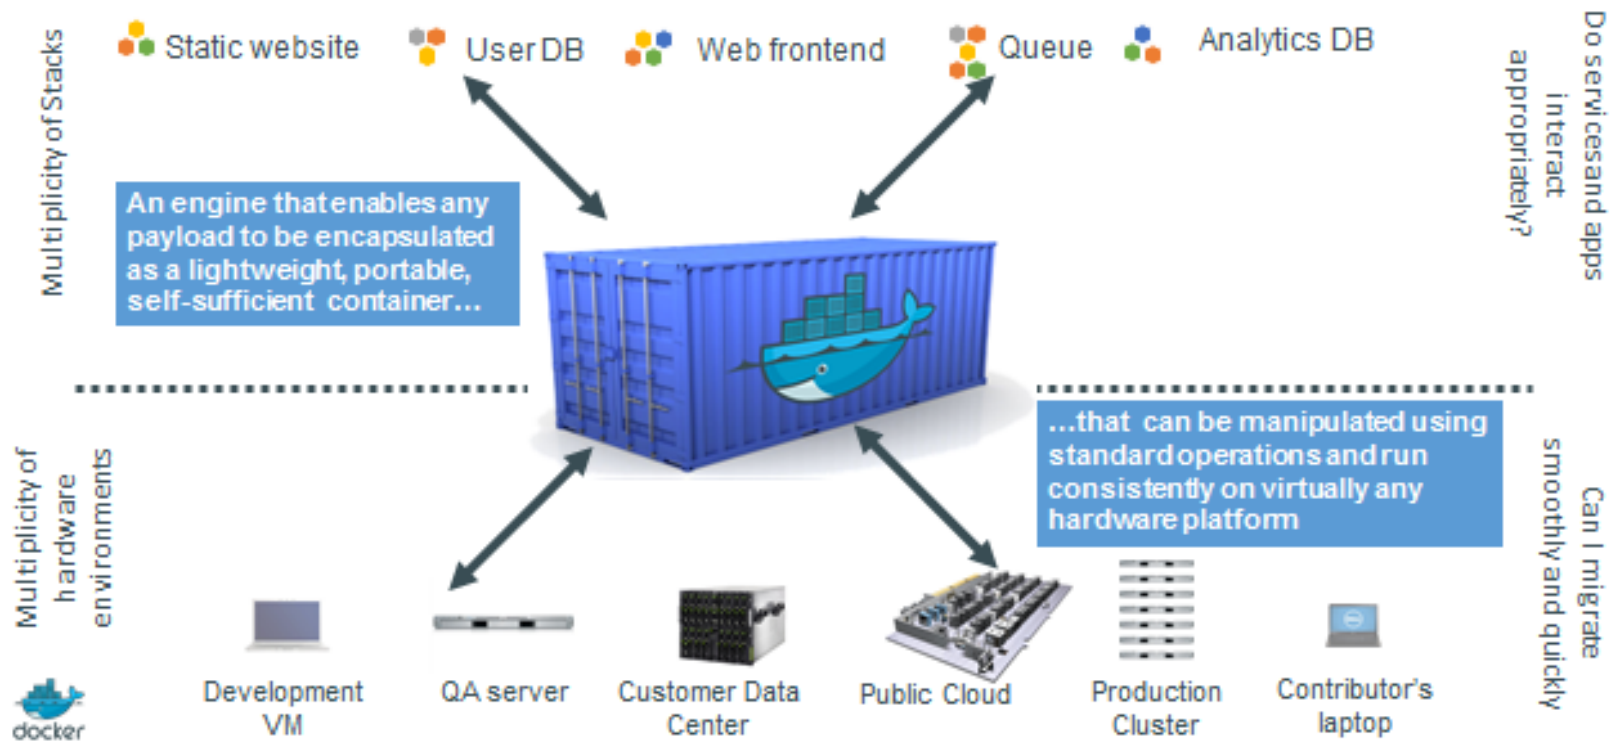 Static website
User DB
Web frontend
Queue
Analytics DB
Multiplicity of Stacks
Do services and apps
interact
appropriately?
An engine that enables any
payload to be encapsulated
as a lightweight, portable,
self-sufficient container...
...that can be manipulated using
standard operations and run
consistently on virtually any
hardware platform
Multiplicity of
hardware
environments
Can I migrate
smoothly and quickly
Development
VM
QA server
Customer Data
Center
Public Cloud
Production
Cluster
Contributor's
laptop
DELL
docker